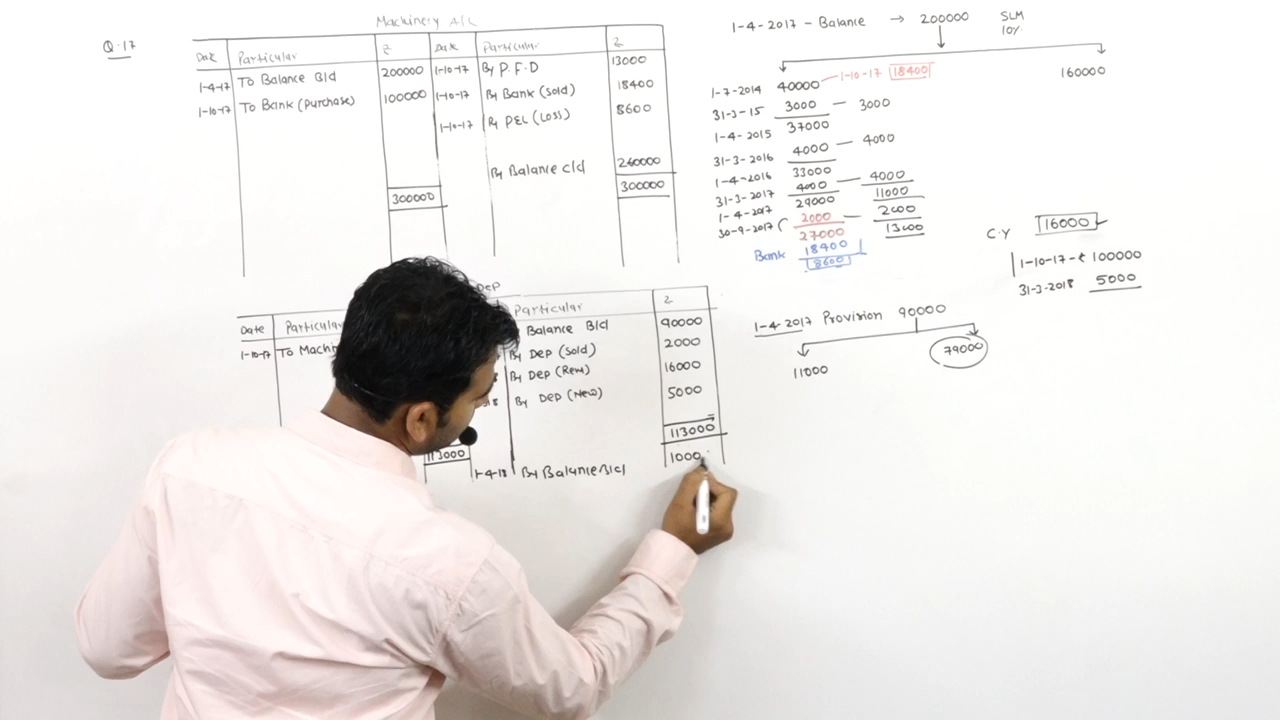 Q.17
Machinery A/C
Date Particular ₹ Date Particular ₹
1-4-17 To Balance B/d 200000 1-10-17 By P.F.D 13000
1-10-17 To Bank (Purchase) 100000 1-10-17 By Bank (Sold) 18400
1-10-17 By P&L (Loss) 8600
By Balance c/d 260000
300000 300000
1-4-2017 - Balance → 200000 SLM
10%
1-7-2014 40000 1-10-17 18400 160000
31-3-15 3000 - 3000
1-4-2015 37000
31-3-2016 4000 - 4000
1-4-2016 33000
31-3-2017 4000 - 4000
1-4-2017 29000 11000
30-9-2017 2000 - 2000
27000 13000
Bank 18400
8600
C.Y 16000
1-10-17 - ₹ 100000
31-3-2018 5000
1-4-2017 Provision 90000
11000 79000
Dep
Date Particular Particular ₹
1-10-17 To Machin Balance B/d 90000
By Dep (Sold) 2000
By Dep (Rem) 16000
18 By Dep (New) 5000
113000 113000
1-4-18 By Balance B/d 1000